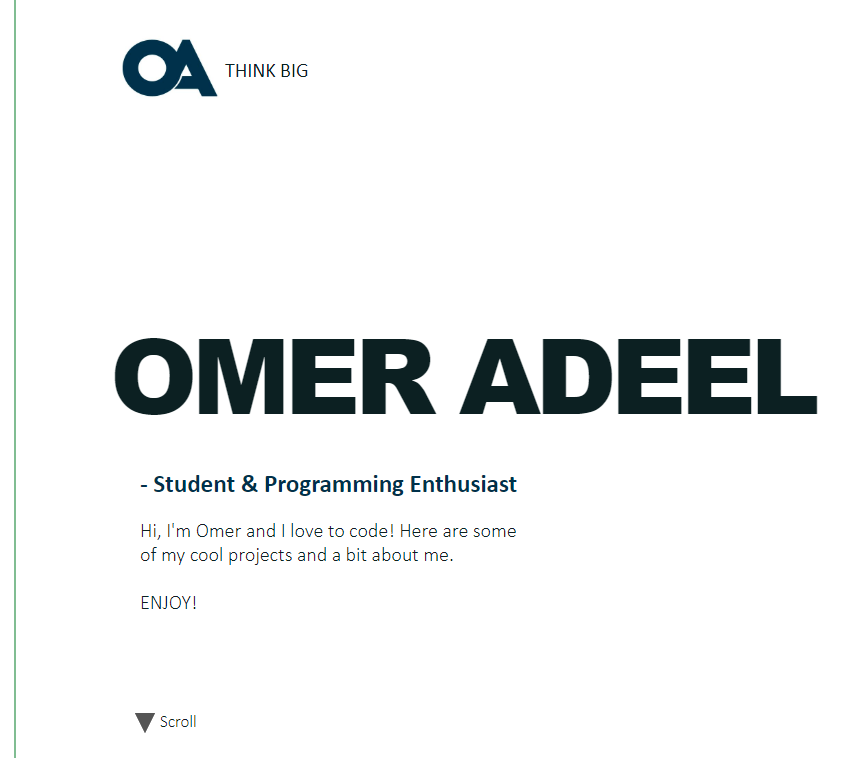 OA THINK BIG
OMER ADEEL
- Student & Programming Enthusiast
Hi, I'm Omer and I love to code! Here are some
of my cool projects and a bit about me.
ENJOY!
Scroll